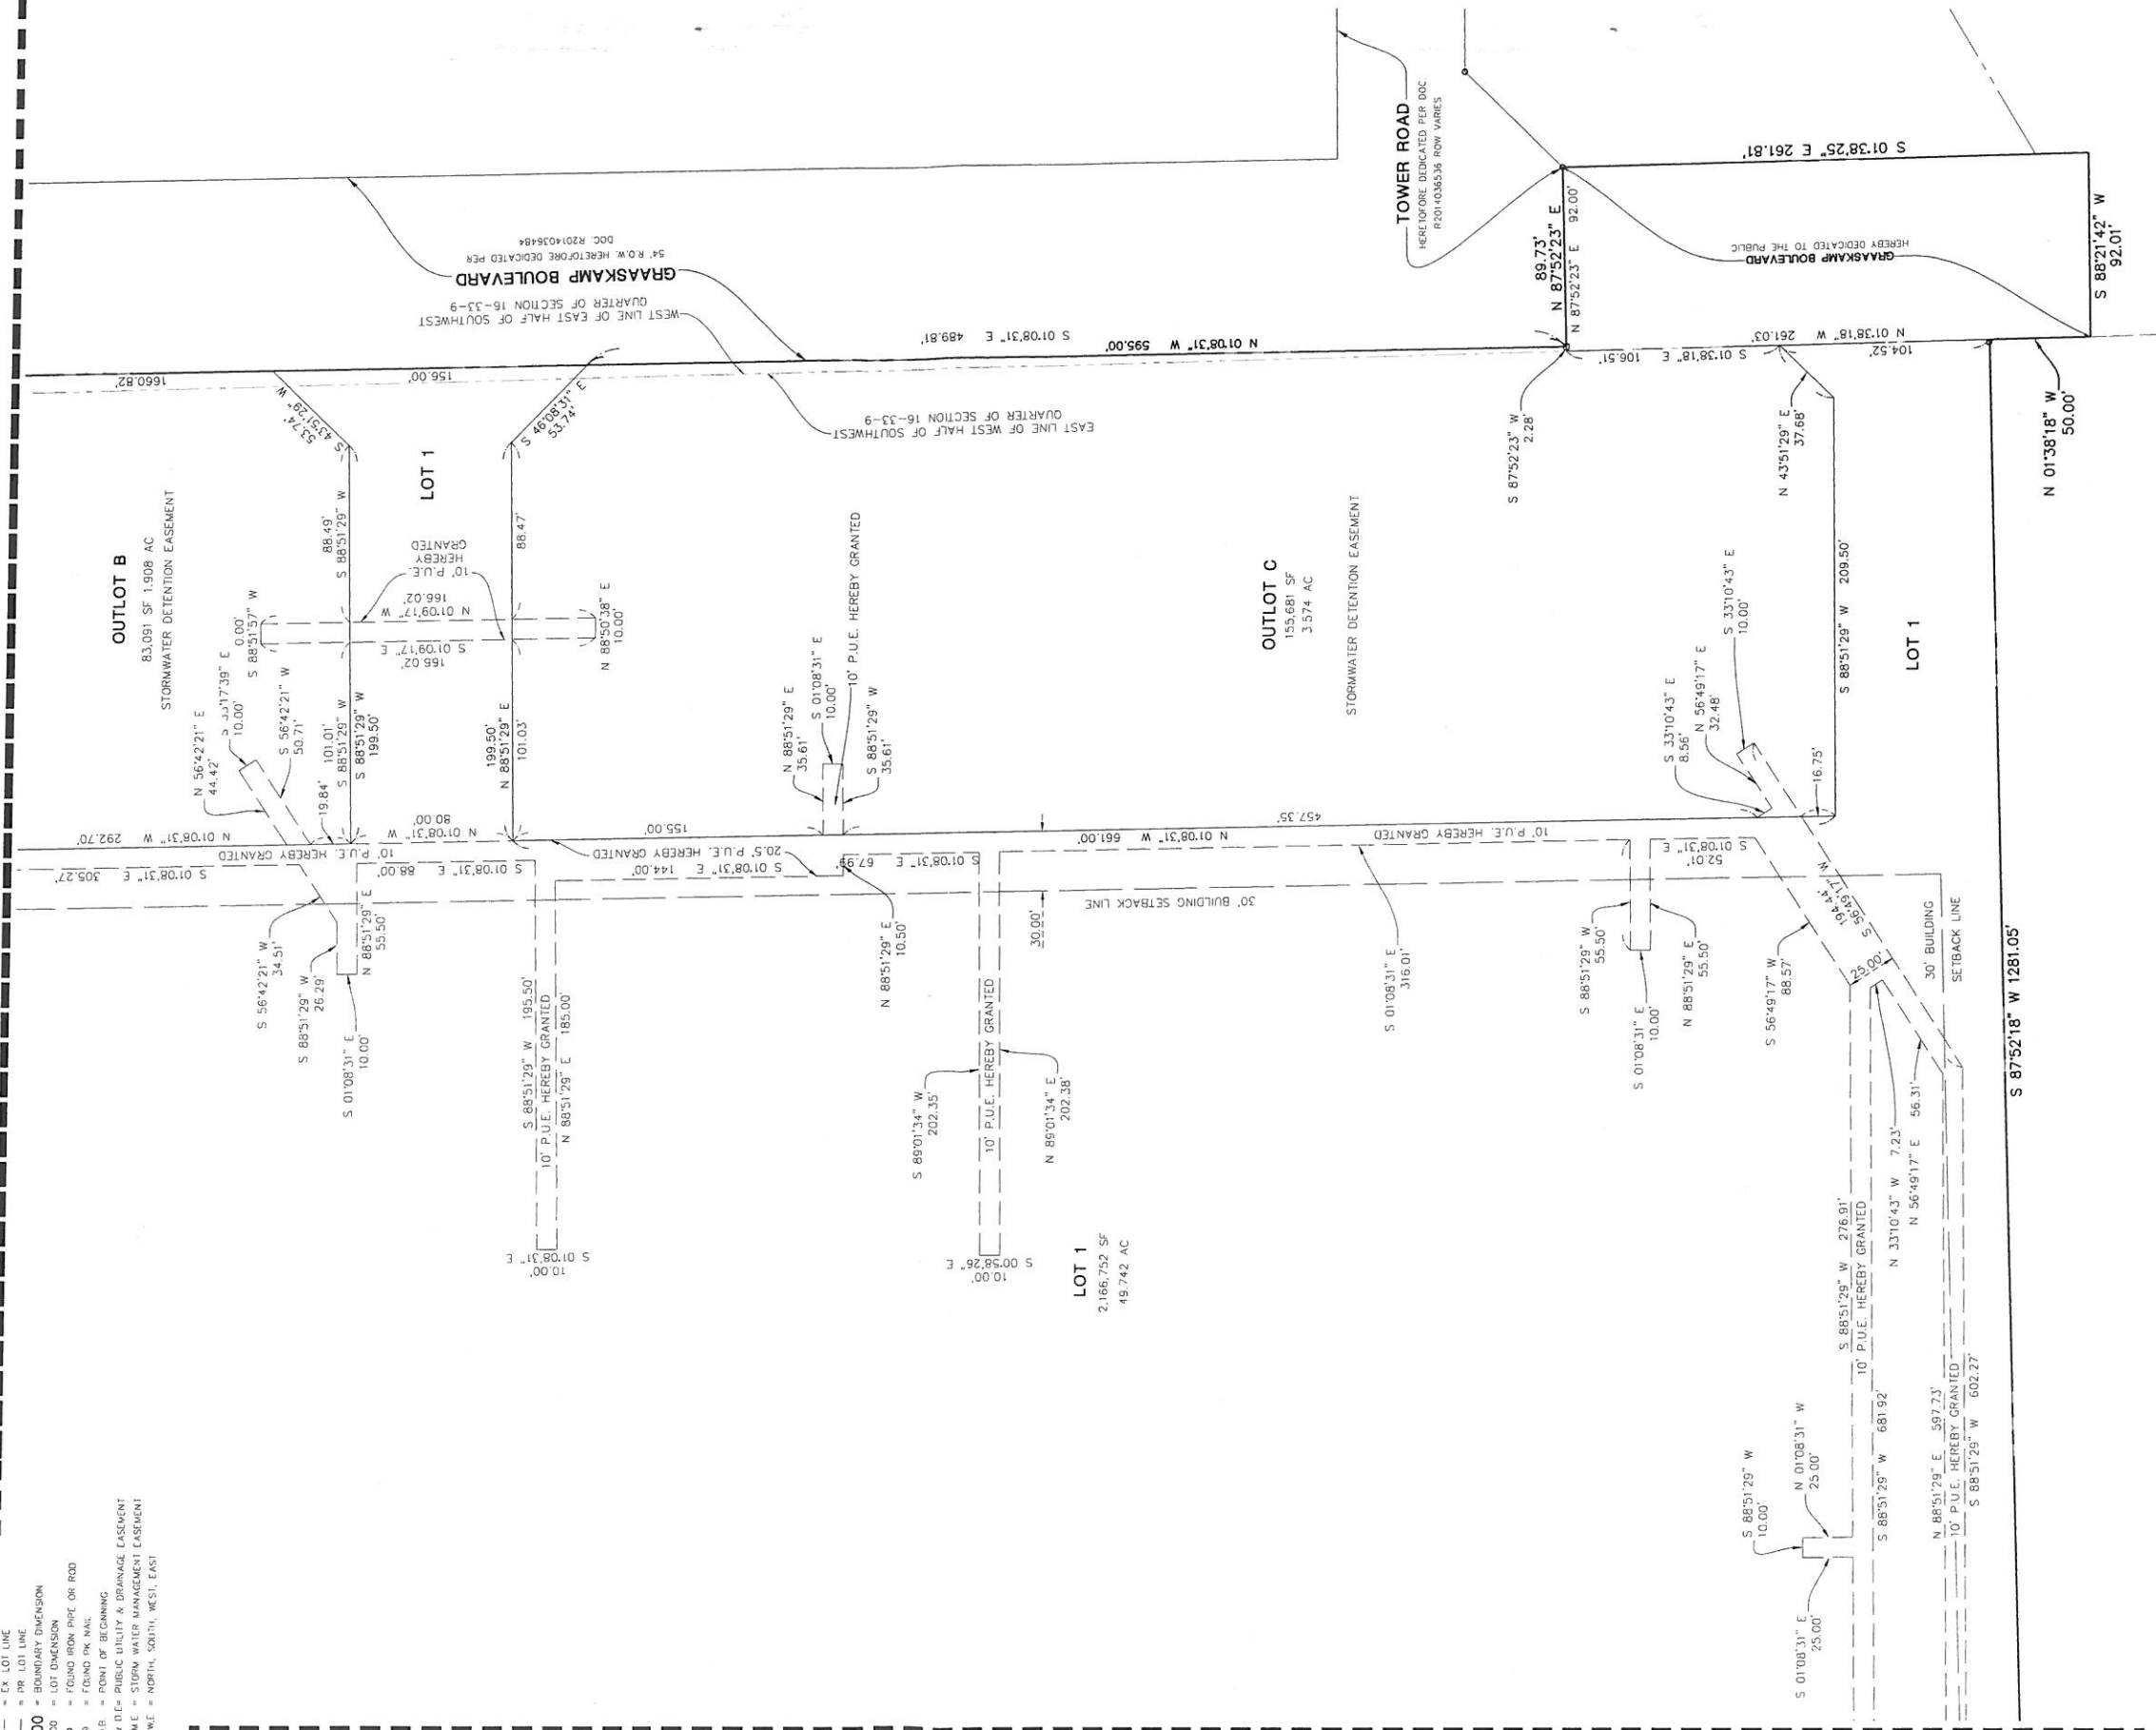 TOWER ROAD
HERETOFORE DEDICATED PER DOC.
R2014036536 ROW VARIES
54' R.O.W. HERETOFORE DEDICATED PER
DOC. R2014036484
GRAASKAMP BOULEVARD
WEST LINE OF EAST HALF OF SOUTHWEST
QUARTER OF SECTION 16-33-9
S 01°38'25" E 261.81'
89.73'
N 87°52'23" E
N 87°52'23" E 92.00'
HEREBY DEDICATED TO THE PUBLIC
GRAASKAMP BOULEVARD
S 88°21'42" W
92.01'
1660.82'
156.00'
N 01°08'31" W 595.00'
S 01°08'31" E 489.81'
S 01°38'18" E 106.51'
N 01°38'18" W 261.03'
104.52'
N 01°38'18" W
50.00'
S 43°51'29" W
53.74'
S 46°08'31" E
53.74'
EAST LINE OF WEST HALF OF SOUTHWEST
QUARTER OF SECTION 16-33-9
S 87°52'23" W
2.28'
N 43°51'29" E
37.68'
OUTLOT B
83,091 SF 1.908 AC
STORMWATER DETENTION EASEMENT
LOT 1
88.49'
S 88°51'29" W
88.47'
10' P.U.E.
HEREBY
GRANTED
N 01°09'17" W
166.02'
S 01°09'17" E
166.02'
S 88°51'57" W
N 88°50'38" E
10.00'
N 56°42'21" E
44.42'
10.00'
S 56°42'21" W
50.71'
19.84'
101.01'
S 88°51'29" W
S 88°51'29" W
199.50'
199.50'
N 88°51'29" E
101.03'
N 88°51'29" E
35.61'
S 01°08'31" E
10.00'
10' P.U.E. HEREBY GRANTED
S 88°51'29" W
35.61'
OUTLOT C
155,681 SF
3.574 AC
STORMWATER DETENTION EASEMENT
S 33°10'43" E
8.56'
N 56°49'17" E
32.48'
S 33°10'43" E
10.00'
S 88°51'29" W 209.50'
16.75'
LOT 1
N 01°08'31" W 292.70'
10' P.U.E. HEREBY GRANTED
S 01°08'31" E 305.27'
N 01°08'31" W
80.00'
S 01°08'31" E 88.00'
155.00'
20.5' P.U.E. HEREBY GRANTED
S 01°08'31" E 144.00'
S 01°08'31" E 67.99'
N 01°08'31" W 661.00'
457.35'
10' P.U.E. HEREBY GRANTED
S 01°08'31" E
52.01'
30' BUILDING SETBACK LINE
30.00'
S 56°42'21" W
34.51'
S 88°51'29" W
26.29'
S 01°08'31" E
10.00'
N 88°51'29" E
55.50'
S 88°51'29" W 195.50'
10' P.U.E. HEREBY GRANTED
N 88°51'29" E 185.00'
S 01°08'31" E
10.00'
N 88°51'29" E
10.50'
S 89°01'34" W
202.35'
10' P.U.E. HEREBY GRANTED
N 89°01'34" E
202.38'
S 00°58'26" E
10.00'
LOT 1
2,166,752 SF
49.742 AC
S 01°08'31" E
316.01'
S 88°51'29" W
55.50'
S 01°08'31" E
10.00'
N 88°51'29" E
55.50'
S 56°49'17" W
88.57'
S 56°49'17" W
194.44'
25.00'
30' BUILDING
SETBACK LINE
S 87°52'18" W 1281.05'
N 33°10'43" W 7.23'
N 56°49'17" E 56.31'
S 88°51'29" W 276.91'
10' P.U.E. HEREBY GRANTED
S 88°51'29" W 681.92'
N 88°51'29" E 597.73'
10' P.U.E. HEREBY GRANTED
S 88°51'29" W 602.27'
S 88°51'29" W
10.00'
N 01°08'31" W
25.00'
S 01°08'31" E
25.00'
= EX. LOT LINE
= PR. LOT LINE
= BOUNDARY DIMENSION
= LOT DIMENSION
= FOUND IRON PIPE OR ROD
= FOUND PK NAIL
= POINT OF BEGINNING
= PUBLIC UTILITY & DRAINAGE EASEMENT
= STORM WATER MANAGEMENT EASEMENT
= NORTH, SOUTH, WEST, EAST